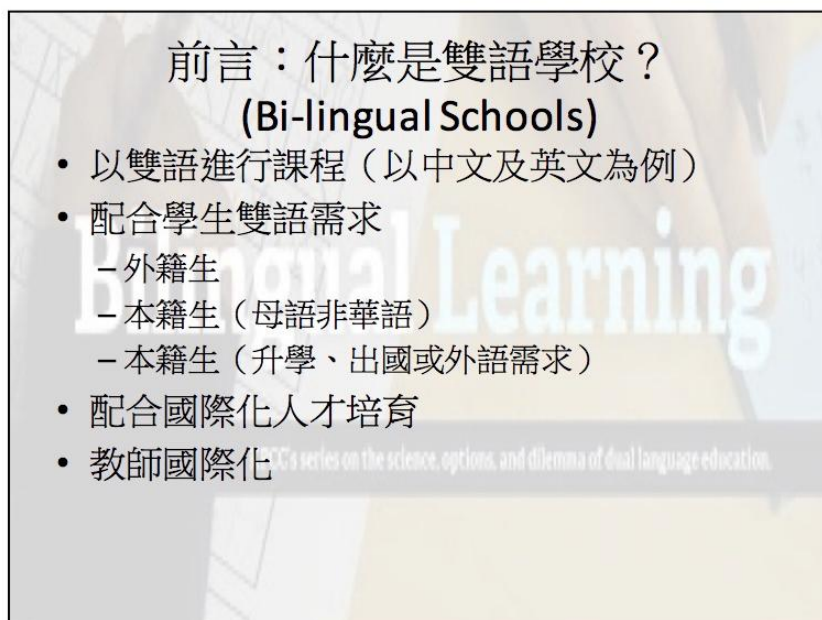 前言：什麼是雙語學校？
(Bi-lingual Schools)
• 以雙語進行課程（以中文及英文為例）
• 配合學生雙語需求
– 外籍生
– 本籍生（母語非華語）
– 本籍生（升學、出國或外語需求）
• 配合國際化人才培育
• 教師國際化
Bilingual Learning
's series on the science, options, and dilemma of dual language education.